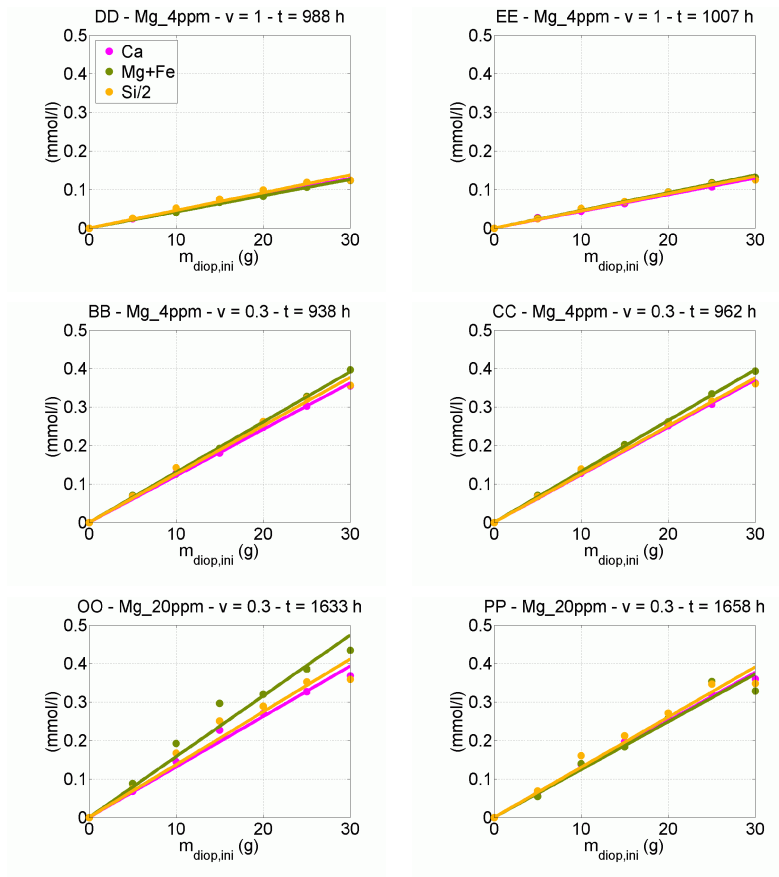 DD - Mg_4ppm - v = 1 - t = 988 h
0.5
0.4
0.3
0.2
0.1
0
(mmol/l)
Ca
Mg+Fe
Si/2
0 10 20 30
m_diop,ini (g)
EE - Mg_4ppm - v = 1 - t = 1007 h
0.5
0.4
0.3
0.2
0.1
0
(mmol/l)
0 10 20 30
m_diop,ini (g)
BB - Mg_4ppm - v = 0.3 - t = 938 h
0.5
0.4
0.3
0.2
0.1
0
(mmol/l)
0 10 20 30
m_diop,ini (g)
CC - Mg_4ppm - v = 0.3 - t = 962 h
0.5
0.4
0.3
0.2
0.1
0
(mmol/l)
0 10 20 30
m_diop,ini (g)
OO - Mg_20ppm - v = 0.3 - t = 1633 h
0.5
0.4
0.3
0.2
0.1
0
(mmol/l)
0 10 20 30
m_diop,ini (g)
PP - Mg_20ppm - v = 0.3 - t = 1658 h
0.5
0.4
0.3
0.2
0.1
0
(mmol/l)
0 10 20 30
m_diop,ini (g)